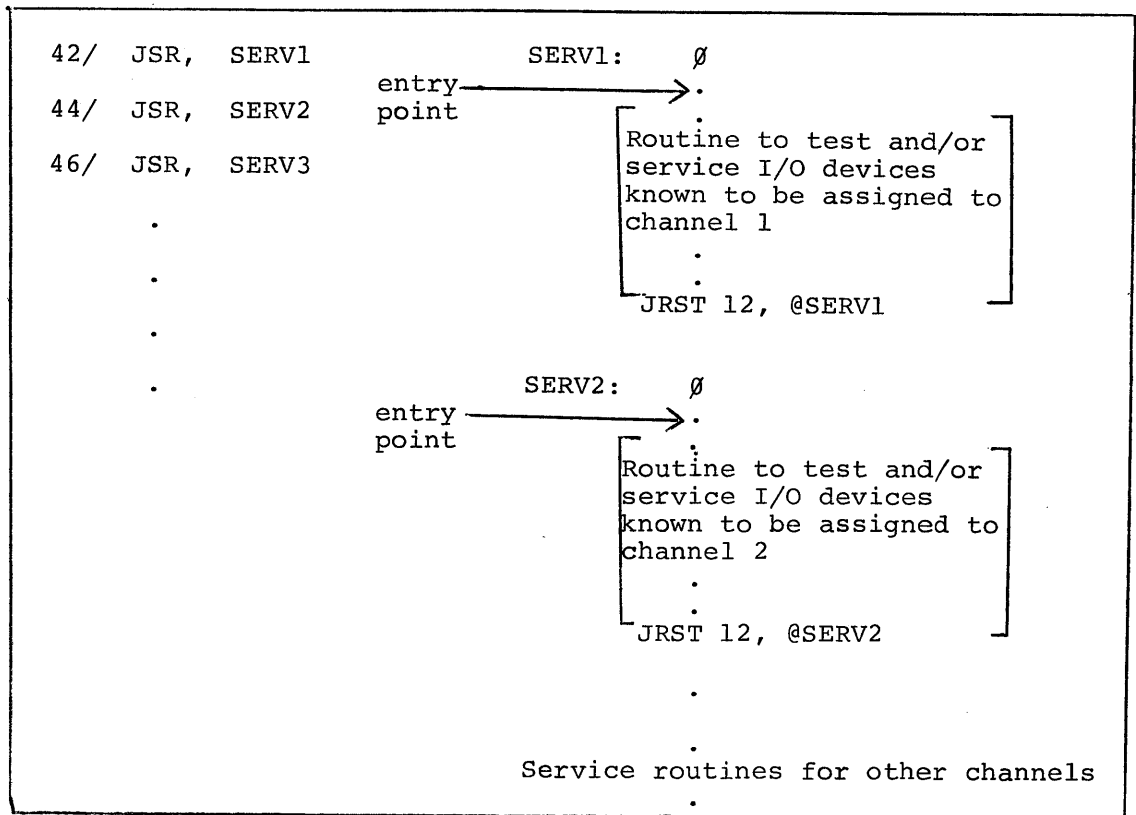 42/ JSR, SERV1
44/ JSR, SERV2
46/ JSR, SERV3
.
.
.
.
SERV1: Ø
entry point
.
.
Routine to test and/or
service I/O devices
known to be assigned to
channel 1
.
.
JRST 12, @SERV1
SERV2: Ø
entry point
.
.
Routine to test and/or
service I/O devices
known to be assigned to
channel 2
.
.
JRST 12, @SERV2
.
.
Service routines for other channels
.